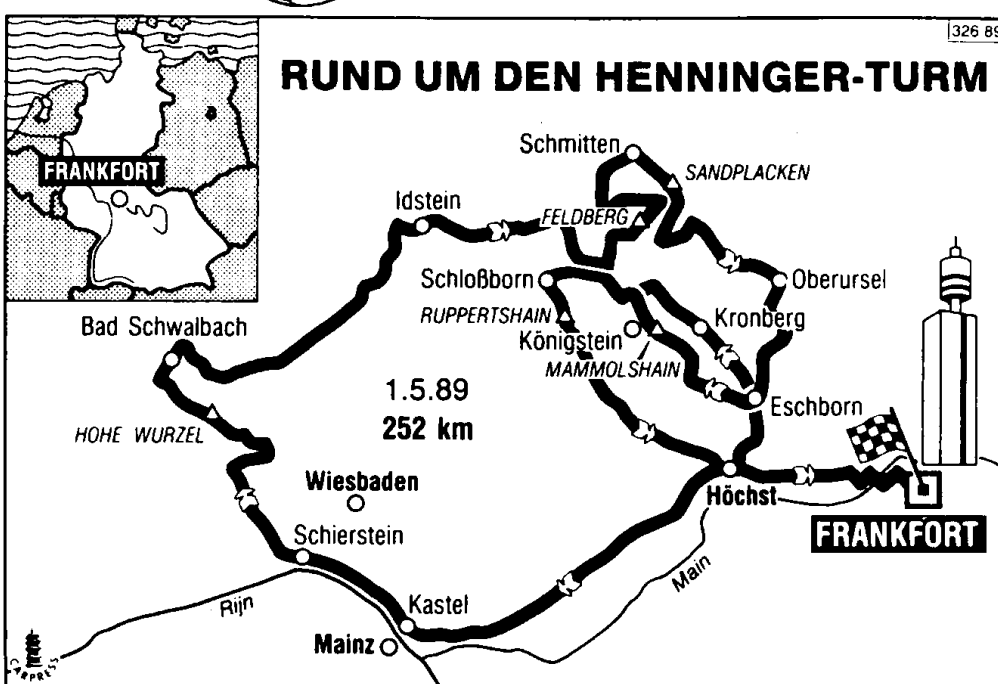 326 89
RUND UM DEN HENNINGER-TURM
FRANKFORT
Schmitten
SANDPLACKEN
Idstein
FELDBERG
Schloßborn
Oberursel
RUPPERTSHAIN
Kronberg
Königstein
MAMMOLSHAIN
Bad Schwalbach
1.5.89
252 km
Eschborn
HOHE WURZEL
Wiesbaden
Höchst
FRANKFORT
Schierstein
Main
Rijn
Kastel
Mainz
CARPRESS